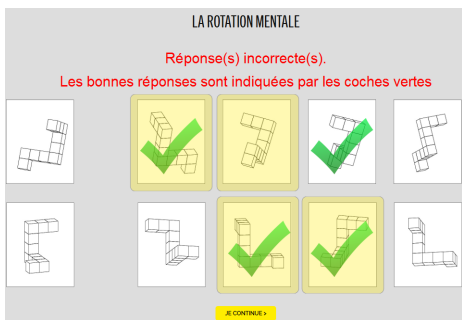 LA ROTATION MENTALE
Réponse(s) incorrecte(s).
Les bonnes réponses sont indiquées par les coches vertes
JE CONTINUE >